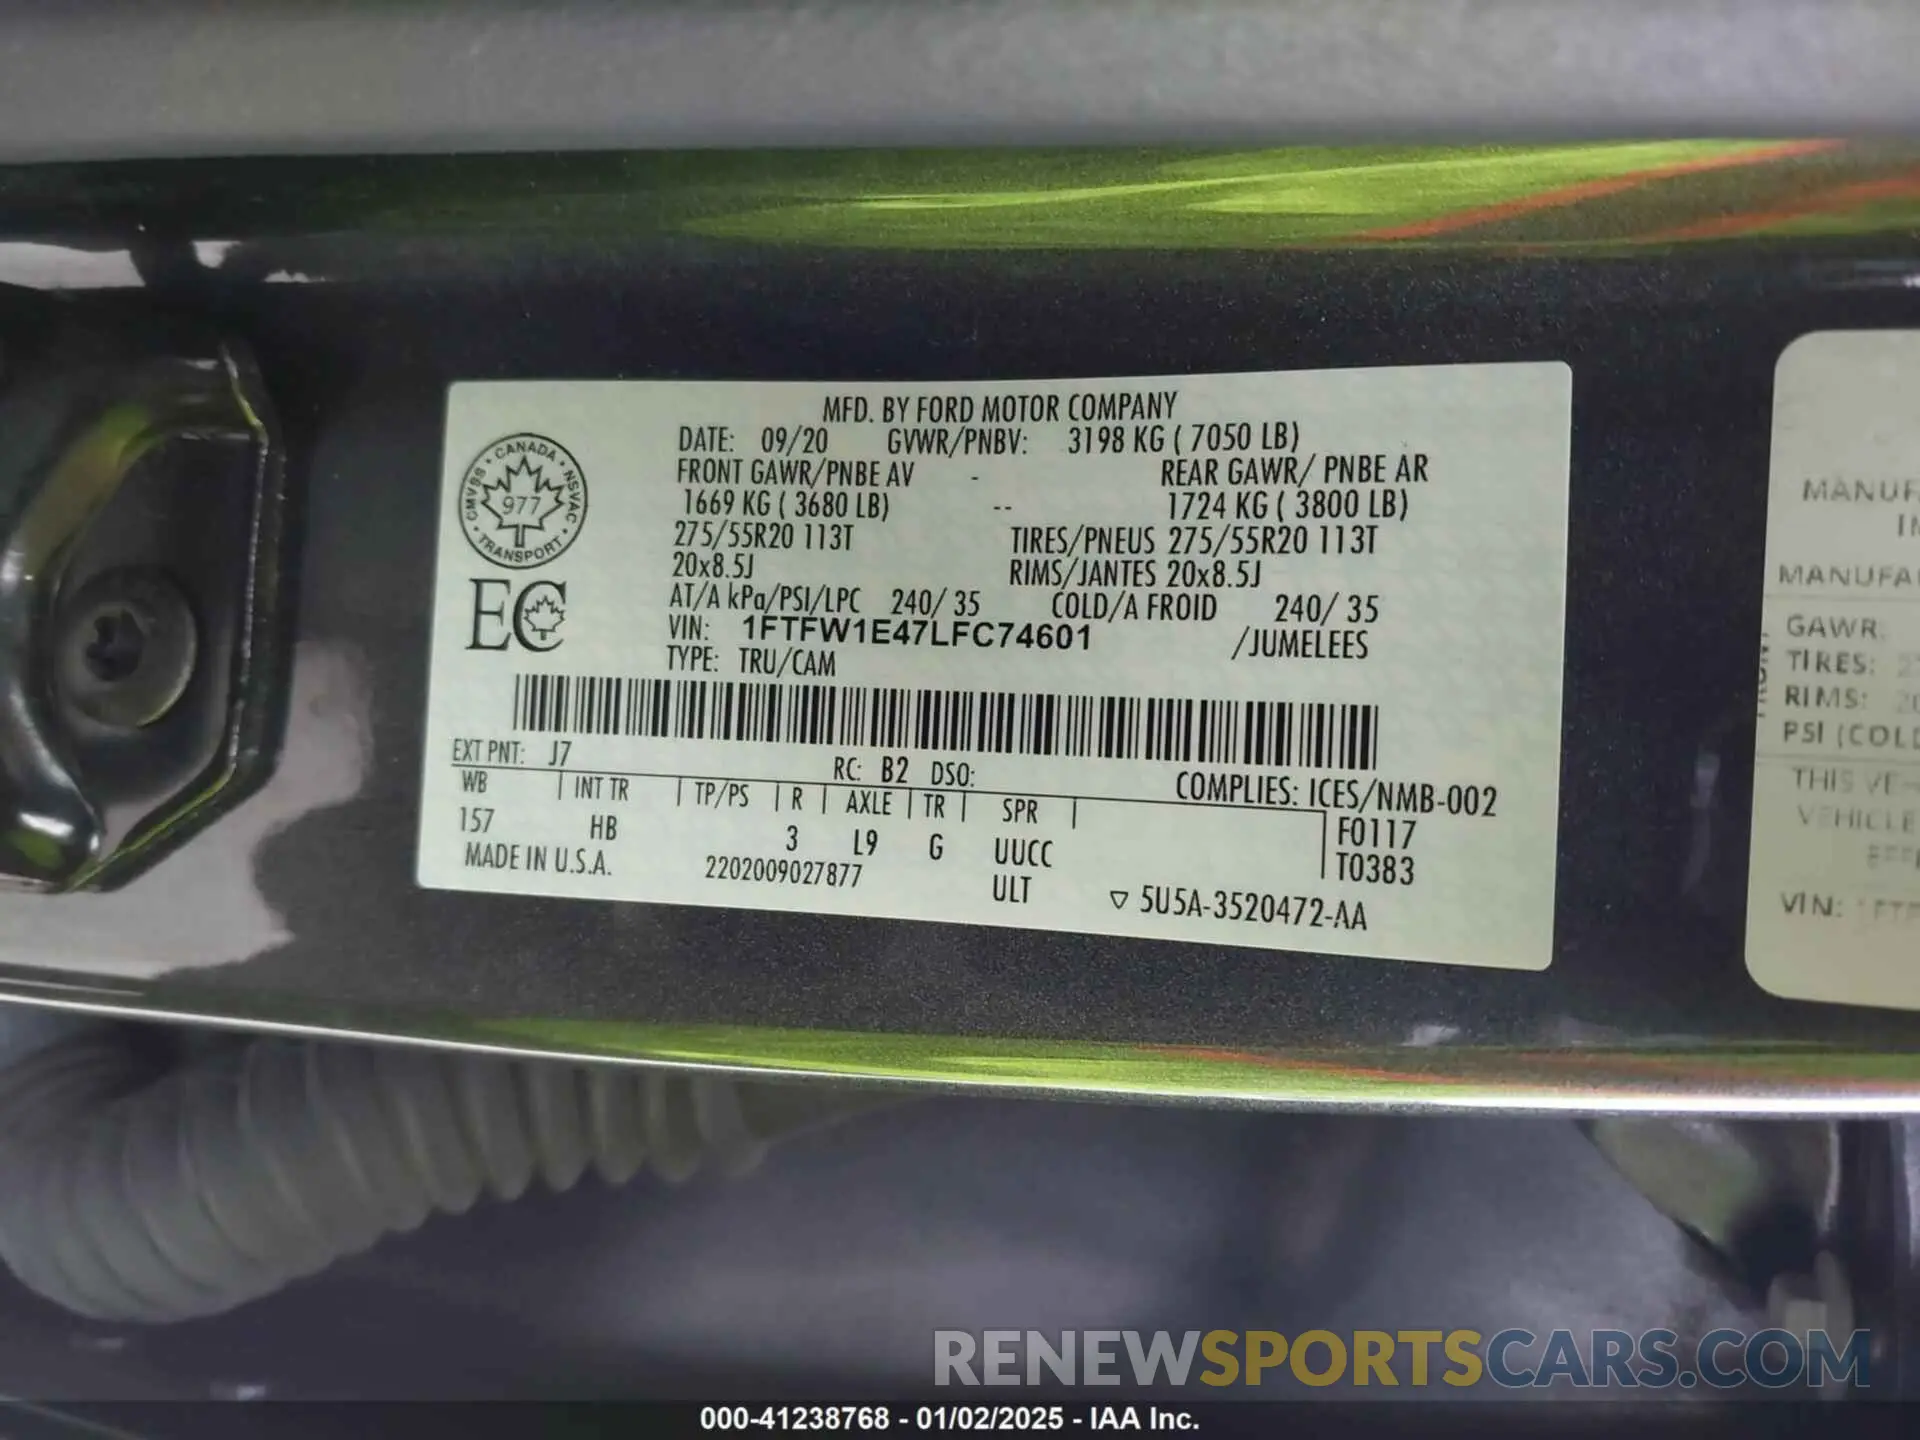 MFD. BY FORD MOTOR COMPANY
DATE: 09/20 GVWR/PNBV: 3198 KG ( 7050 LB)
FRONT GAWR/PNBE AV - REAR GAWR/ PNBE AR
1669 KG ( 3680 LB) -- 1724 KG ( 3800 LB)
275/55R20 113T TIRES/PNEUS 275/55R20 113T
20x8.5J RIMS/JANTES 20x8.5J
AT/A kPa/PSI/LPC 240/ 35 COLD/A FROID 240/ 35
VIN: 1FTFW1E47LFC74601 /JUMELEES
TYPE: TRU/CAM
CANADA • NSVAC • TRANSPORT • CMVSS •
977
EC
EXT PNT: J7 RC: B2 DSO: COMPLIES: ICES/NMB-002
WB | INT TR | TP/PS | R | AXLE | TR | SPR |
157 HB 3 L9 G UUCC F0117
MADE IN U.S.A. 2202009027877 ULT T0383
▽ 5U5A-3520472-AA
GAWR:
TIRES:
RIMS:
PSI
THIS
VEHICLE
VIN:
RENEWSPORTSCARS.COM
000-41238768 - 01/02/2025 - IAA Inc.